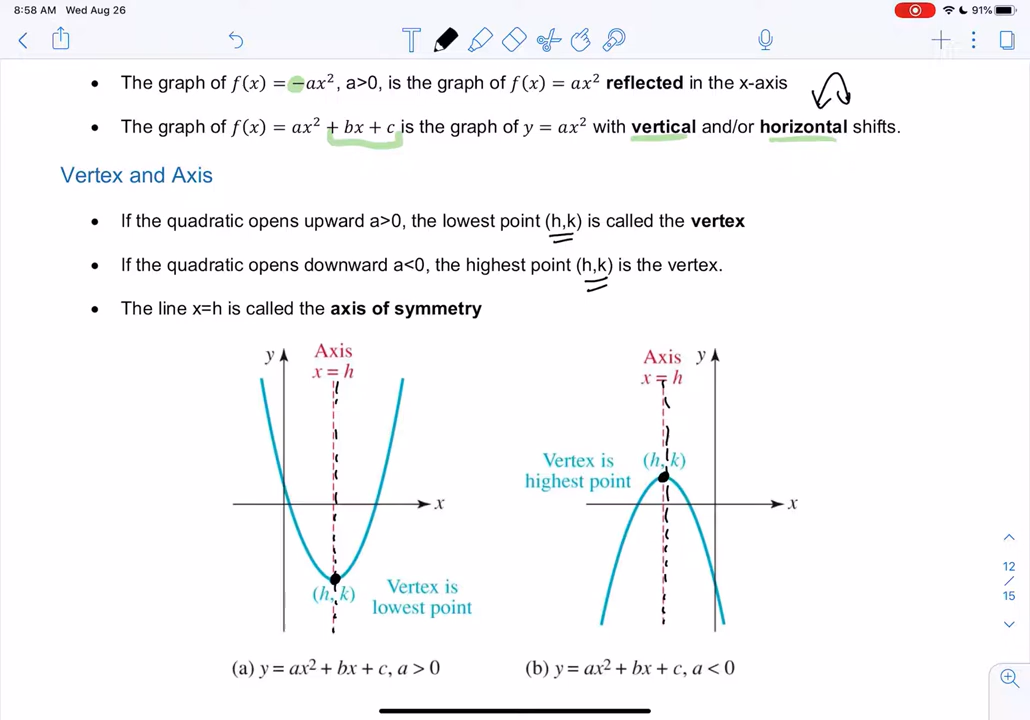 8:58 AM Wed Aug 26
91%
T
• The graph of f(x) = −ax², a>0, is the graph of f(x) = ax² reflected in the x-axis
• The graph of f(x) = ax² + bx + c is the graph of y = ax² with vertical and/or horizontal shifts.
Vertex and Axis
• If the quadratic opens upward a>0, the lowest point (h,k) is called the vertex
• If the quadratic opens downward a<0, the highest point (h,k) is the vertex.
• The line x=h is called the axis of symmetry
y
Axis
x = h
x
(h, k)
Vertex is
lowest point
(a) y = ax² + bx + c, a > 0
Axis
x = h
y
Vertex is
highest point
(h, k)
x
(b) y = ax² + bx + c, a < 0
12
/
15